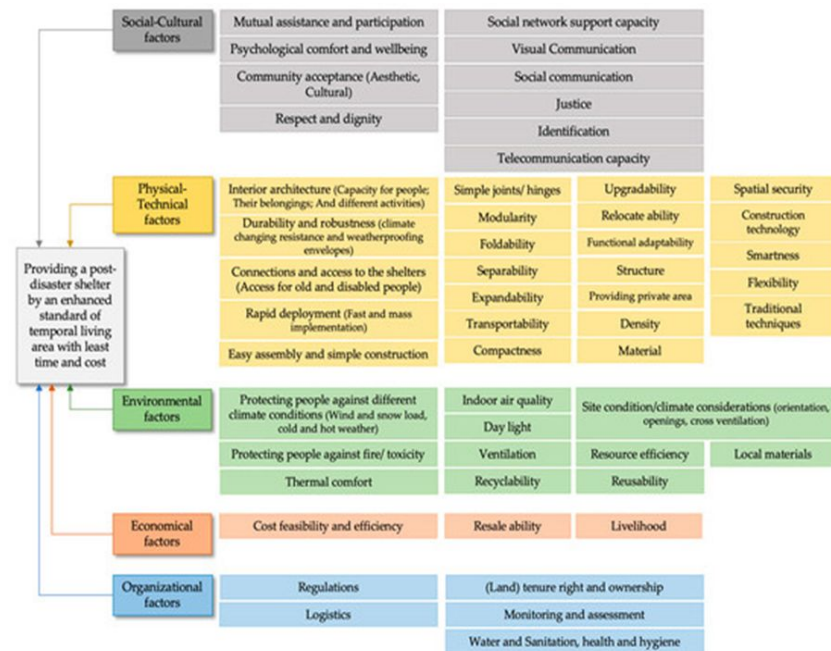 Social-Cultural
factors
Mutual assistance and participation
Psychological comfort and wellbeing
Community acceptance (Aesthetic,
Cultural)
Respect and dignity
Social network support capacity
Visual Communication
Social communication
Justice
Identification
Telecommunication capacity
Physical-
Technical
factors
Interior architecture (Capacity for people;
Their belongings; And different activities)
Durability and robustness (climate
changing resistance and weatherproofing
envelopes)
Connections and access to the shelters
(Access for old and disabled people)
Rapid deployment (Fast and mass
implementation)
Easy assembly and simple construction
Simple joints/ hinges
Modularity
Foldability
Separability
Expandability
Transportability
Compactness
Upgradability
Relocate ability
Functional adaptability
Structure
Providing private area
Density
Material
Spatial security
Construction
technology
Smartness
Flexibility
Traditional
techniques
Providing a post-
disaster shelter
by an enhanced
standard of
temporal living
area with least
time and cost
Environmental
factors
Protecting people against different
climate conditions (Wind and snow load,
cold and hot weather)
Protecting people against fire/ toxicity
Thermal comfort
Indoor air quality
Day light
Ventilation
Recyclability
Site condition/climate considerations (orientation,
openings, cross ventilation)
Resource efficiency
Reusability
Local materials
Economical
factors
Cost feasibility and efficiency
Resale ability
Livelihood
Organizational
factors
Regulations
Logistics
(Land) tenure right and ownership
Monitoring and assessment
Water and Sanitation, health and hygiene